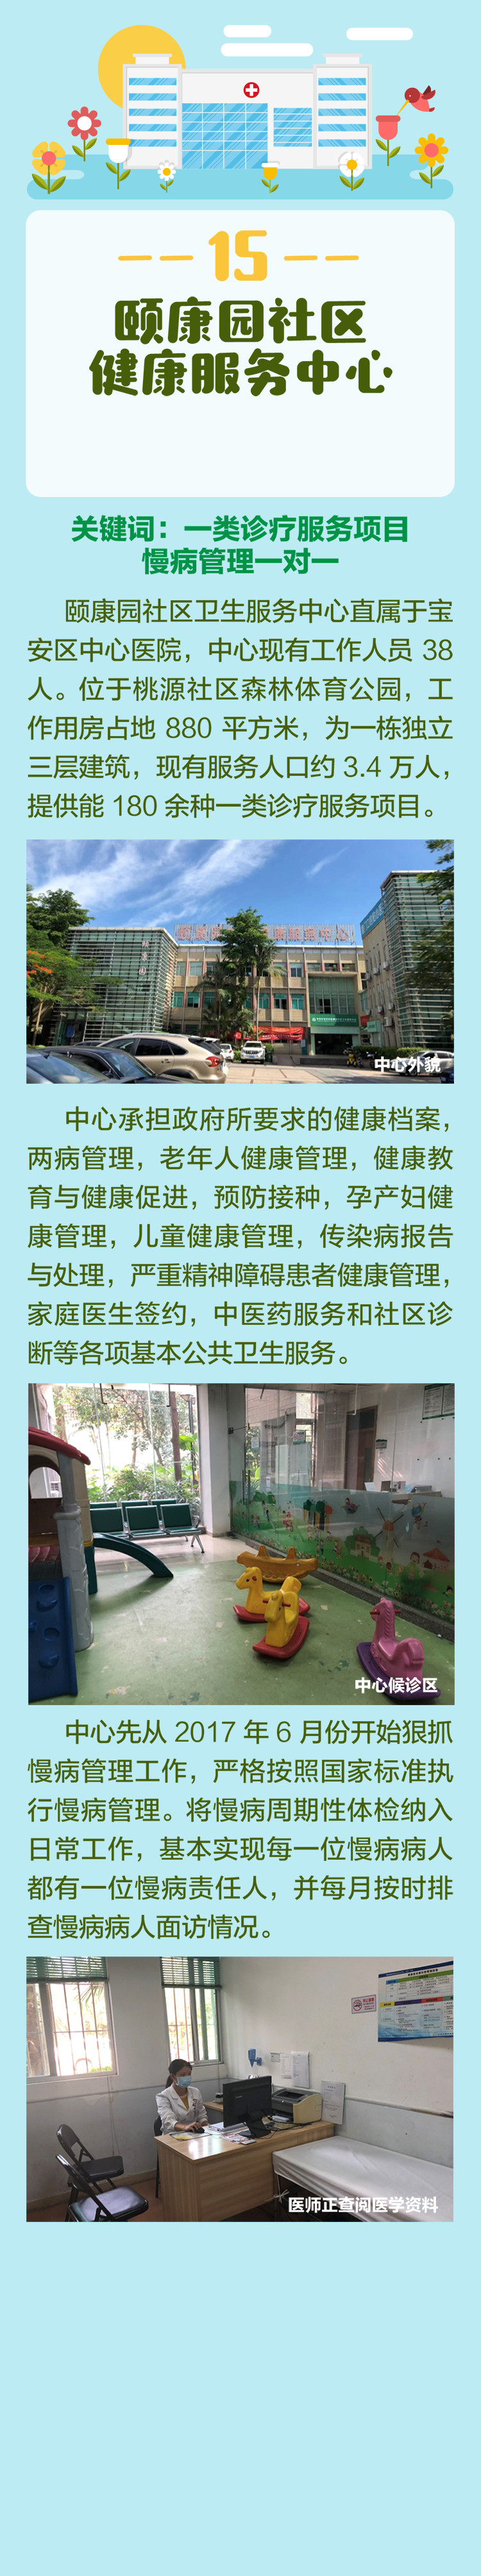 15
颐康园社区
健康服务中心
关键词：一类诊疗服务项目
慢病管理一对一
颐康园社区卫生服务中心直属于宝
安区中心医院，中心现有工作人员 38
人。位于桃源社区森林体育公园，工
作用房占地 880 平方米，为一栋独立
三层建筑，现有服务人口约 3.4 万人，
提供能 180 余种一类诊疗服务项目。
中心外貌
中心承担政府所要求的健康档案，
两病管理，老年人健康管理，健康教
育与健康促进，预防接种，孕产妇健
康管理，儿童健康管理，传染病报告
与处理，严重精神障碍患者健康管理，
家庭医生签约，中医药服务和社区诊
断等各项基本公共卫生服务。
中心候诊区
中心先从 2017 年 6 月份开始狠抓
慢病管理工作，严格按照国家标准执
行慢病管理。将慢病周期性体检纳入
日常工作，基本实现每一位慢病病人
都有一位慢病责任人，并每月按时排
查慢病病人面访情况。
医师正查阅医学资料